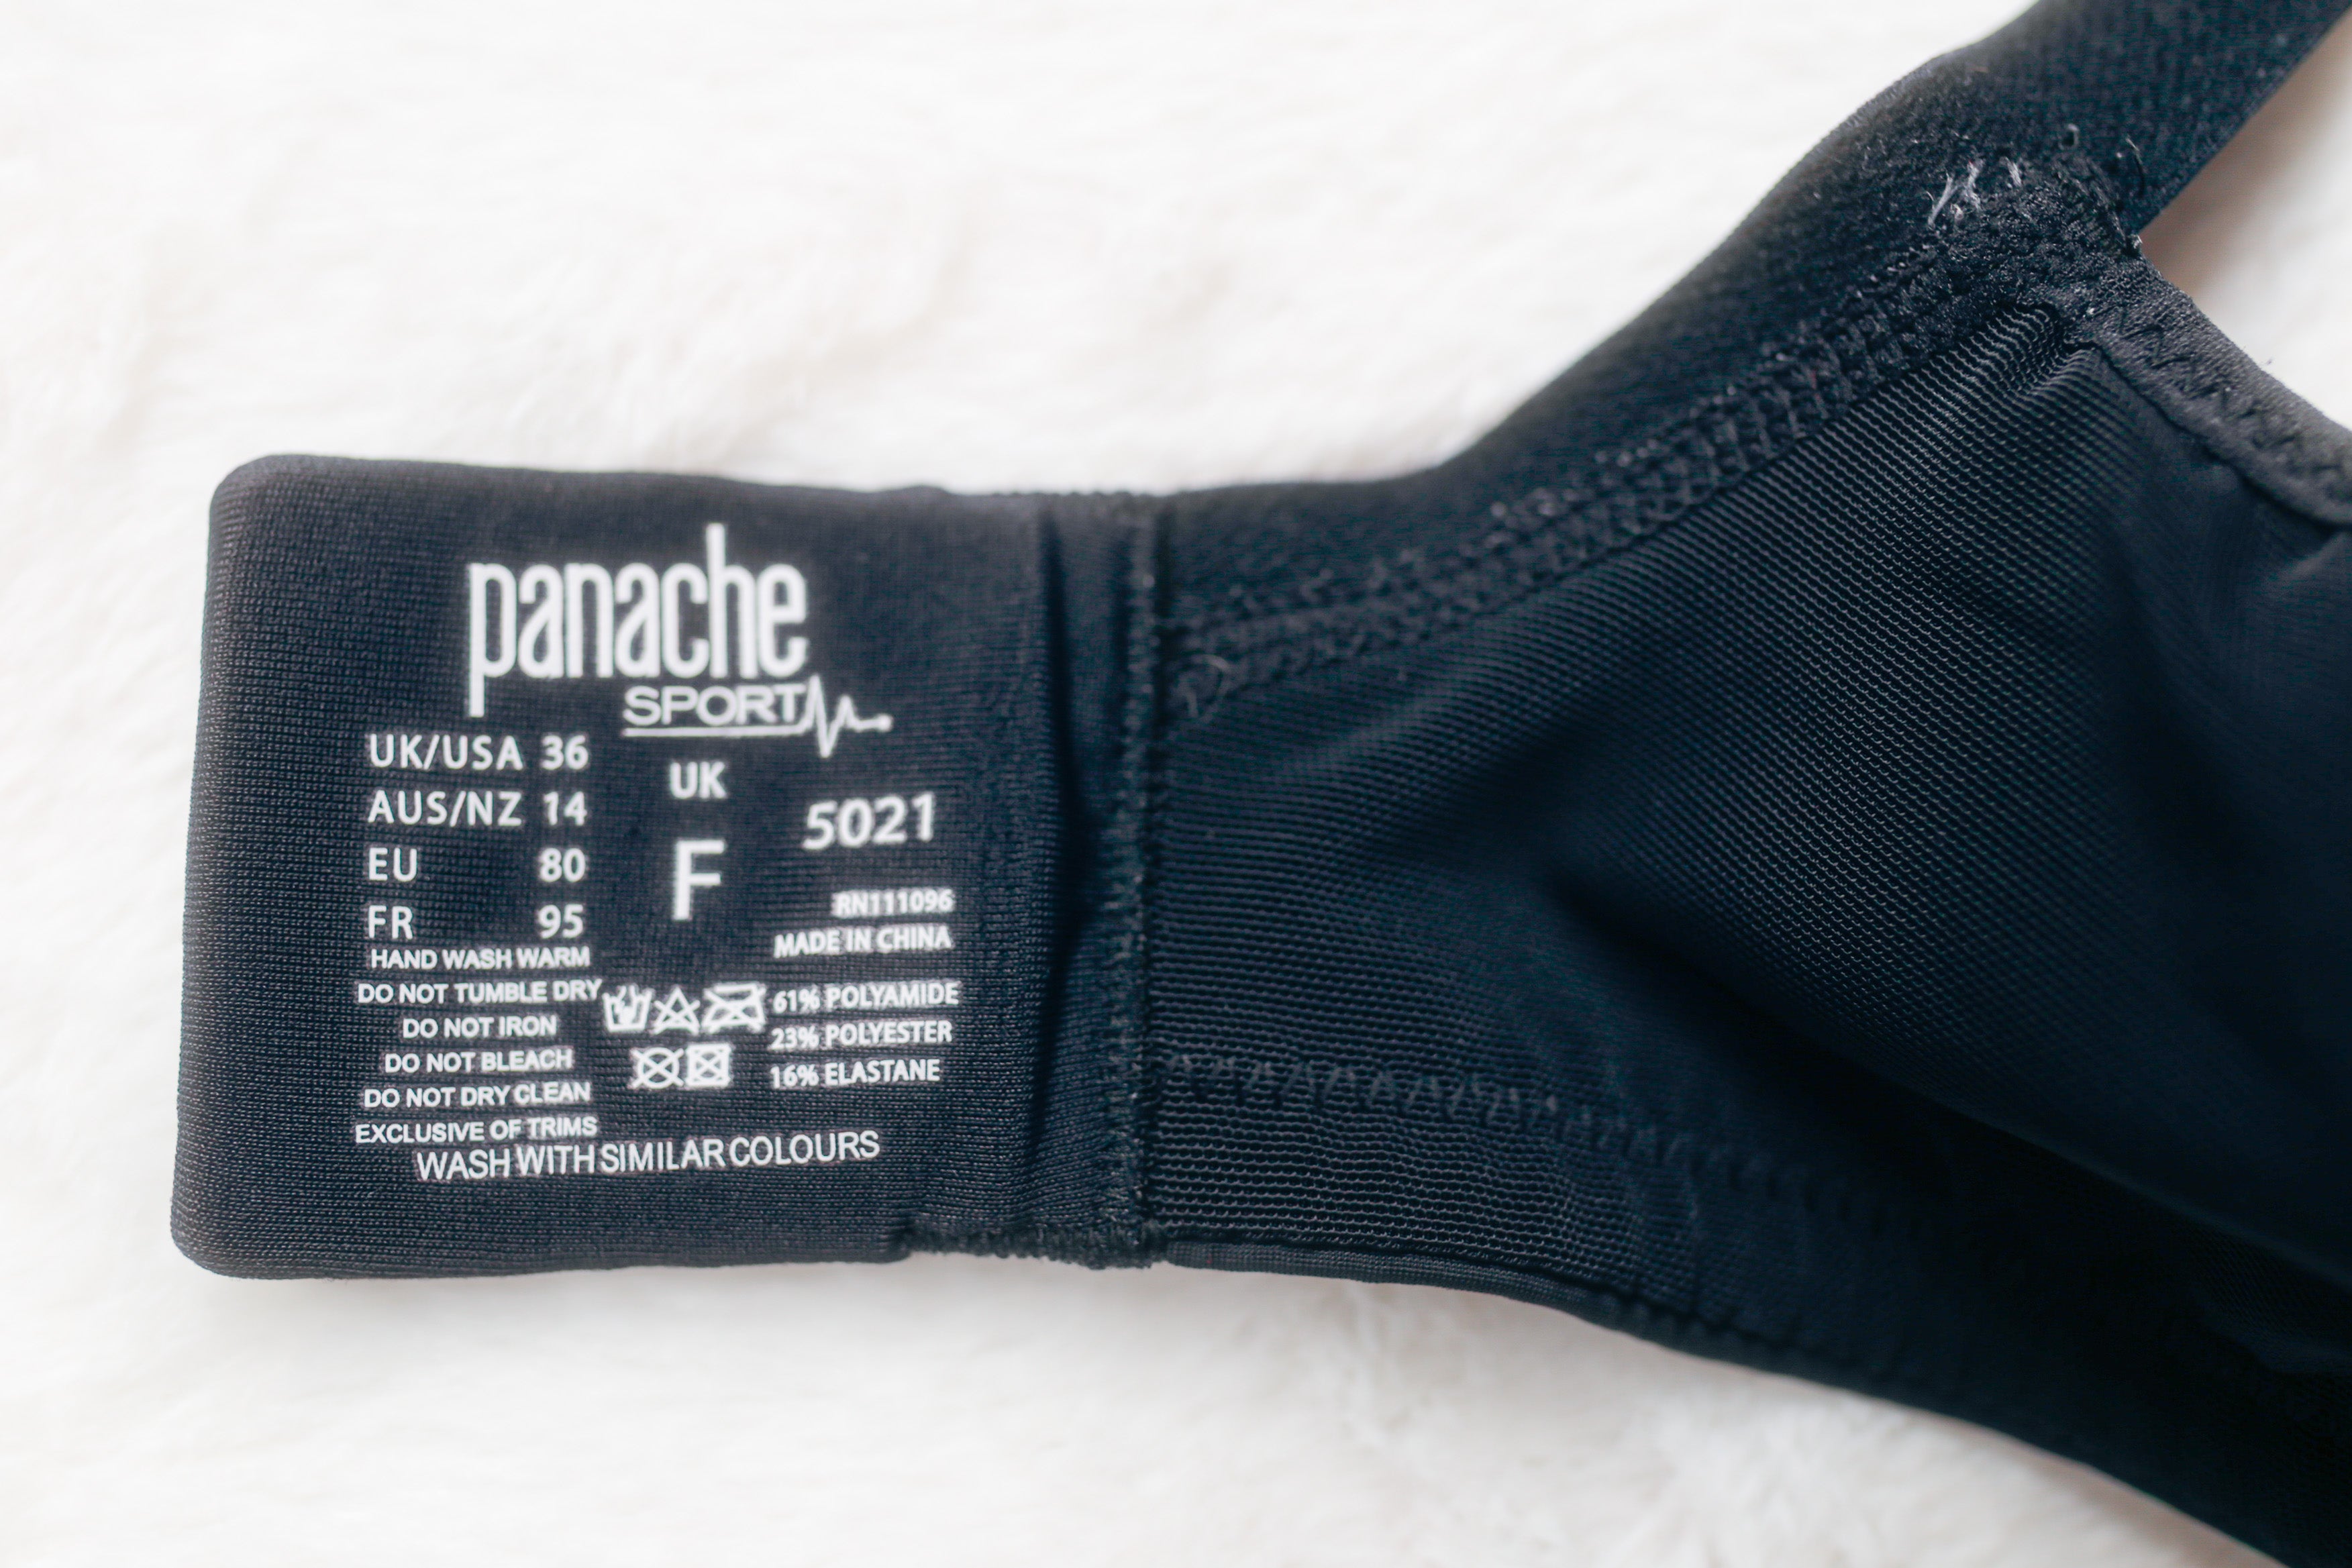 panache
SPORT
UK/USA 36
AUS/NZ 14
EU 80
FR 95
UK
F
5021
RN111096
MADE IN CHINA
HAND WASH WARM
DO NOT TUMBLE DRY
DO NOT IRON
DO NOT BLEACH
DO NOT DRY CLEAN
EXCLUSIVE OF TRIMS
61% POLYAMIDE
23% POLYESTER
16% ELASTANE
WASH WITH SIMILAR COLOURS